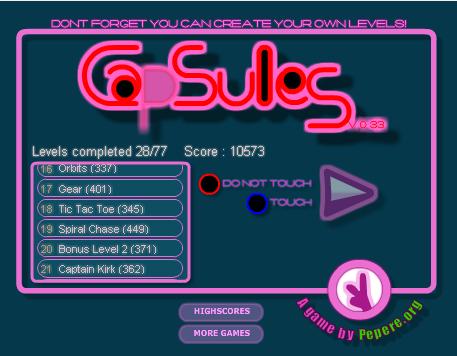 DONT FORGET YOU CAN CREATE YOUR OWN LEVELS!
CapSules
V 0.33
Levels completed 28/77 Score : 10573
16 Orbits (337)
17 Gear (401)
18 Tic Tac Toe (345)
19 Spiral Chase (449)
20 Bonus Level 2 (371)
21 Captain Kirk (362)
DO NOT TOUCH
TOUCH
A game by Pepere.org
HIGHSCORES
MORE GAMES